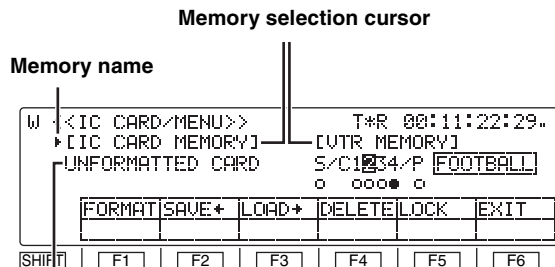 Memory selection cursor
Memory name
W <<IC CARD/MENU>> T*R 00:11:22:29.
[IC CARD MEMORY] [VTR MEMORY]
UNFORMATTED CARD S/C1234/P FOOTBALL
FORMAT SAVE← LOAD→ DELETE LOCK EXIT
SHIFT F1 F2 F3 F4 F5 F6